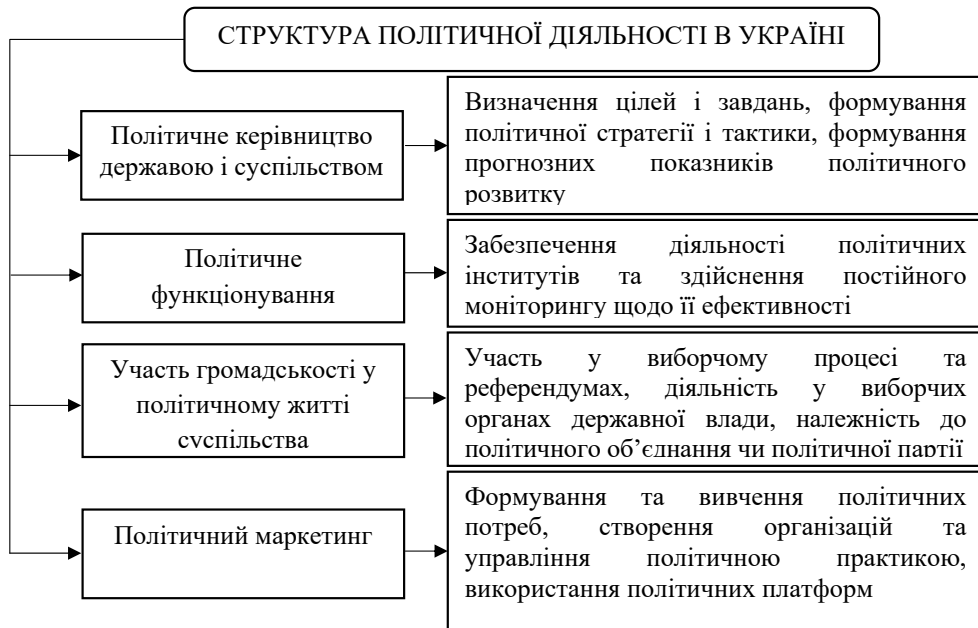 СТРУКТУРА ПОЛІТИЧНОЇ ДІЯЛЬНОСТІ В УКРАЇНІ
Політичне керівництво
державою і суспільством
Визначення цілей і завдань, формування
політичної стратегії і тактики, формування
прогнозних показників політичного
розвитку
Політичне
функціонування
Забезпечення діяльності політичних
інститутів та здійснення постійного
моніторингу щодо її ефективності
Участь громадськості у
політичному житті
суспільства
Участь у виборчому процесі та
референдумах, діяльність у виборчих
органах державної влади, належність до
політичного об’єднання чи політичної партії
Політичний маркетинг
Формування та вивчення політичних
потреб, створення організацій та
управління політичною практикою,
використання політичних платформ